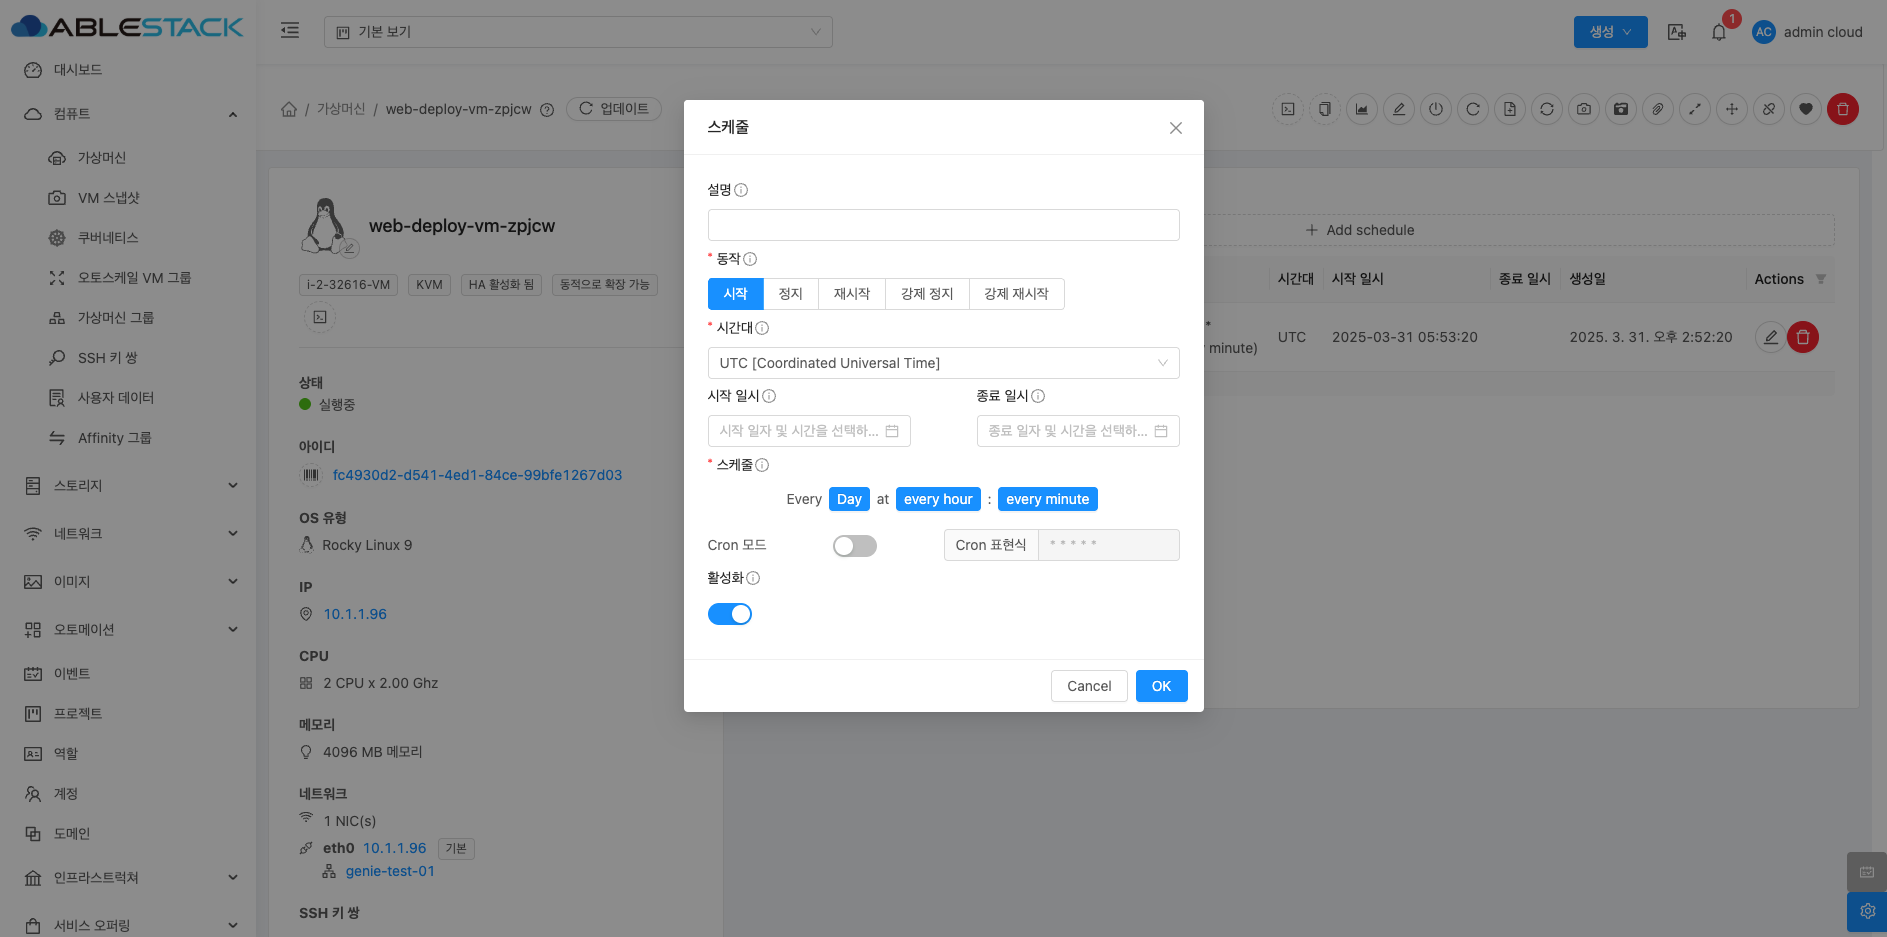 ABLESTACK
기본 보기
생성
1
AC
admin cloud
대시보드
컴퓨트
가상머신
VM 스냅샷
쿠버네티스
오토스케일 VM 그룹
가상머신 그룹
SSH 키 쌍
사용자 데이터
Affinity 그룹
스토리지
네트워크
이미지
오토메이션
이벤트
프로젝트
역할
계정
도메인
인프라스트럭쳐
서비스 오퍼링
/ 가상머신 / web-deploy-vm-zpjcw
업데이트
web-deploy-vm-zpjcw
i-2-32616-VM
KVM
HA 활성화 됨
동적으로 확장 가능
상태
실행중
아이디
fc4930d2-d541-4ed1-84ce-99bfe1267d03
OS 유형
Rocky Linux 9
IP
10.1.1.96
CPU
2 CPU x 2.00 Ghz
메모리
4096 MB 메모리
네트워크
1 NIC(s)
eth0 10.1.1.96 기본
genie-test-01
SSH 키 쌍
스케줄
설명
* 동작
시작 정지 재시작 강제 정지 강제 재시작
* 시간대
UTC [Coordinated Universal Time]
시작 일시 종료 일시
시작 일자 및 시간을 선택하... 종료 일자 및 시간을 선택하...
* 스케줄
Every Day at every hour : every minute
Cron 모드 Cron 표현식 * * * * *
활성화
Cancel OK
+ Add schedule
시간대 시작 일시 종료 일시 생성일 Actions
*
minute) UTC 2025-03-31 05:53:20 2025. 3. 31. 오후 2:52:20